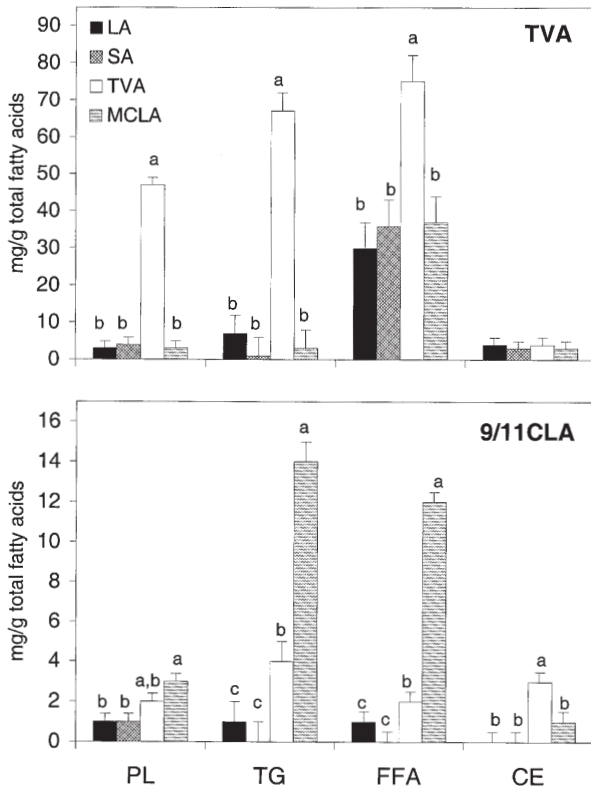 TVA
LA
SA
TVA
MCLA
mg/g total fatty acids
90
80
70
60
50
40
30
20
10
0
b b a b
b b a b
b b a b
9/11CLA
mg/g total fatty acids
16
14
12
10
8
6
4
2
0
b b a,b a
c c b a
c c b a
b b a b
PL TG FFA CE